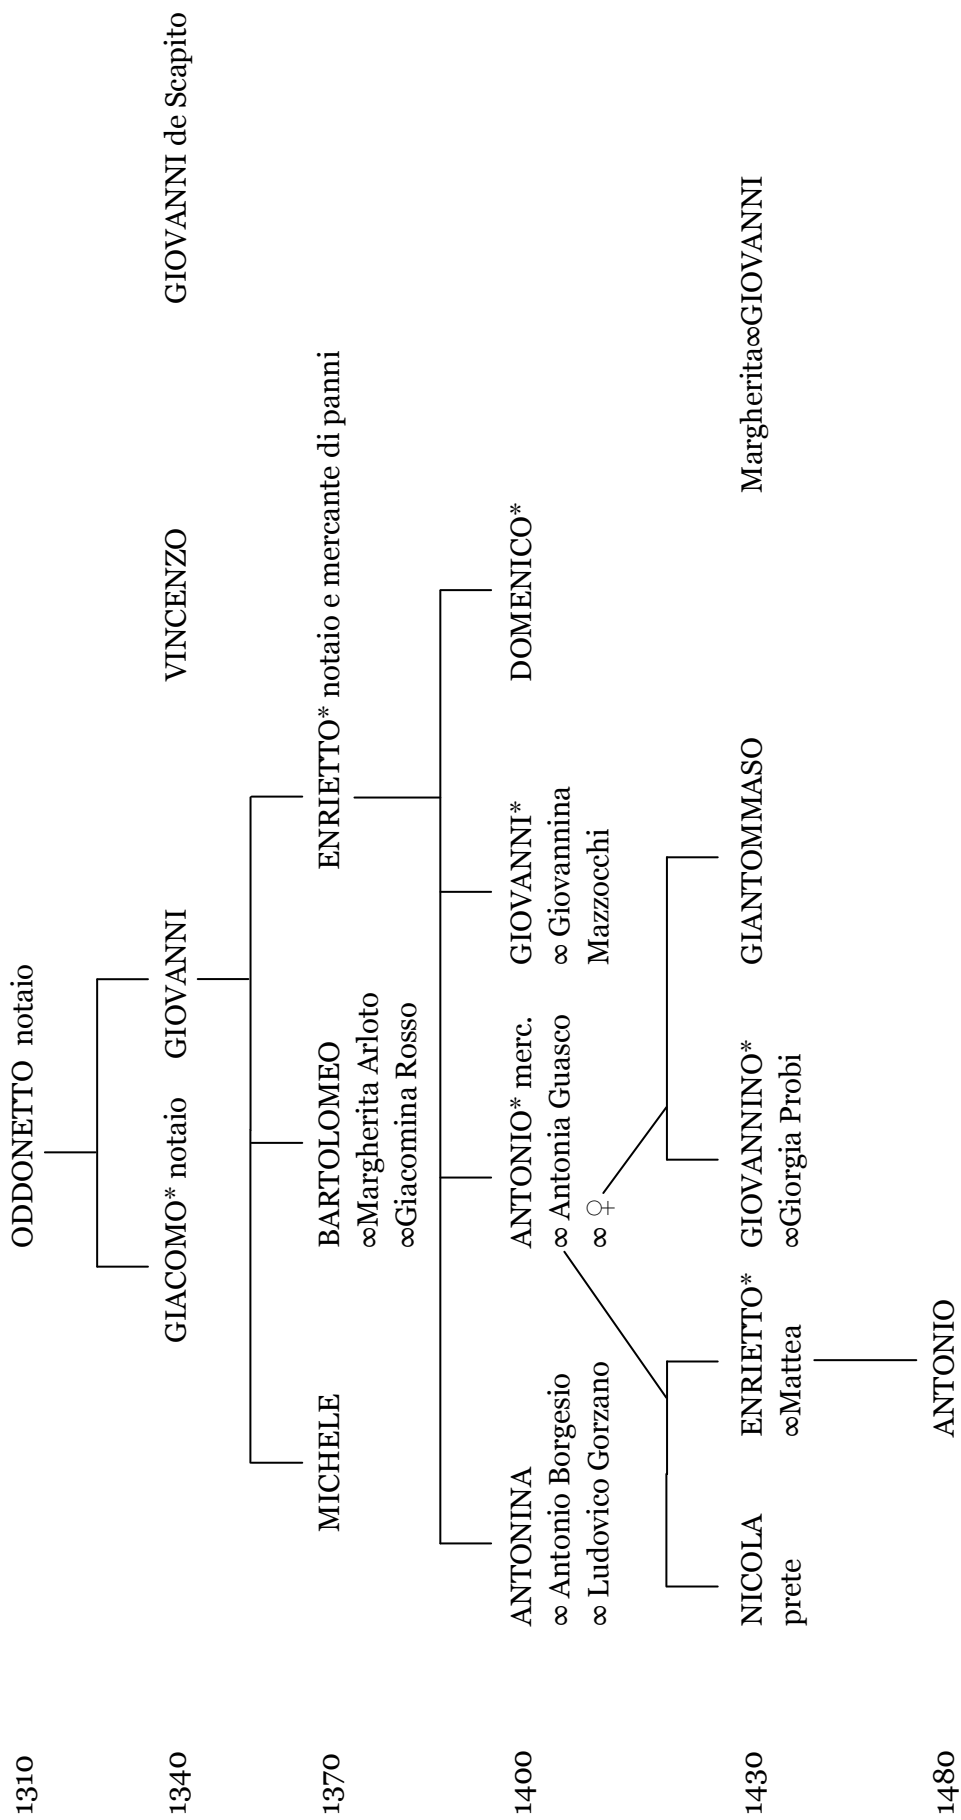 1310
ODDONETTO notaio
1340
GIACOMO* notaio
GIOVANNI
VINCENZO
GIOVANNI de Scapito
1370
MICHELE
BARTOLOMEO
∞Margherita Arloto
∞Giacomina Rosso
ENRIETTO* notaio e mercante di panni
1400
ANTONINA
∞ Antonio Borgesio
∞ Ludovico Gorzano
ANTONIO* merc.
∞ Antonia Guasco
∞ ♀
GIOVANNI*
∞ Giovannina
Mazzocchi
DOMENICO*
1430
NICOLA
prete
ENRIETTO*
∞Mattea
GIOVANNINO*
∞Giorgia Probi
GIANTOMMASO
Margherita∞GIOVANNI
1480
ANTONIO